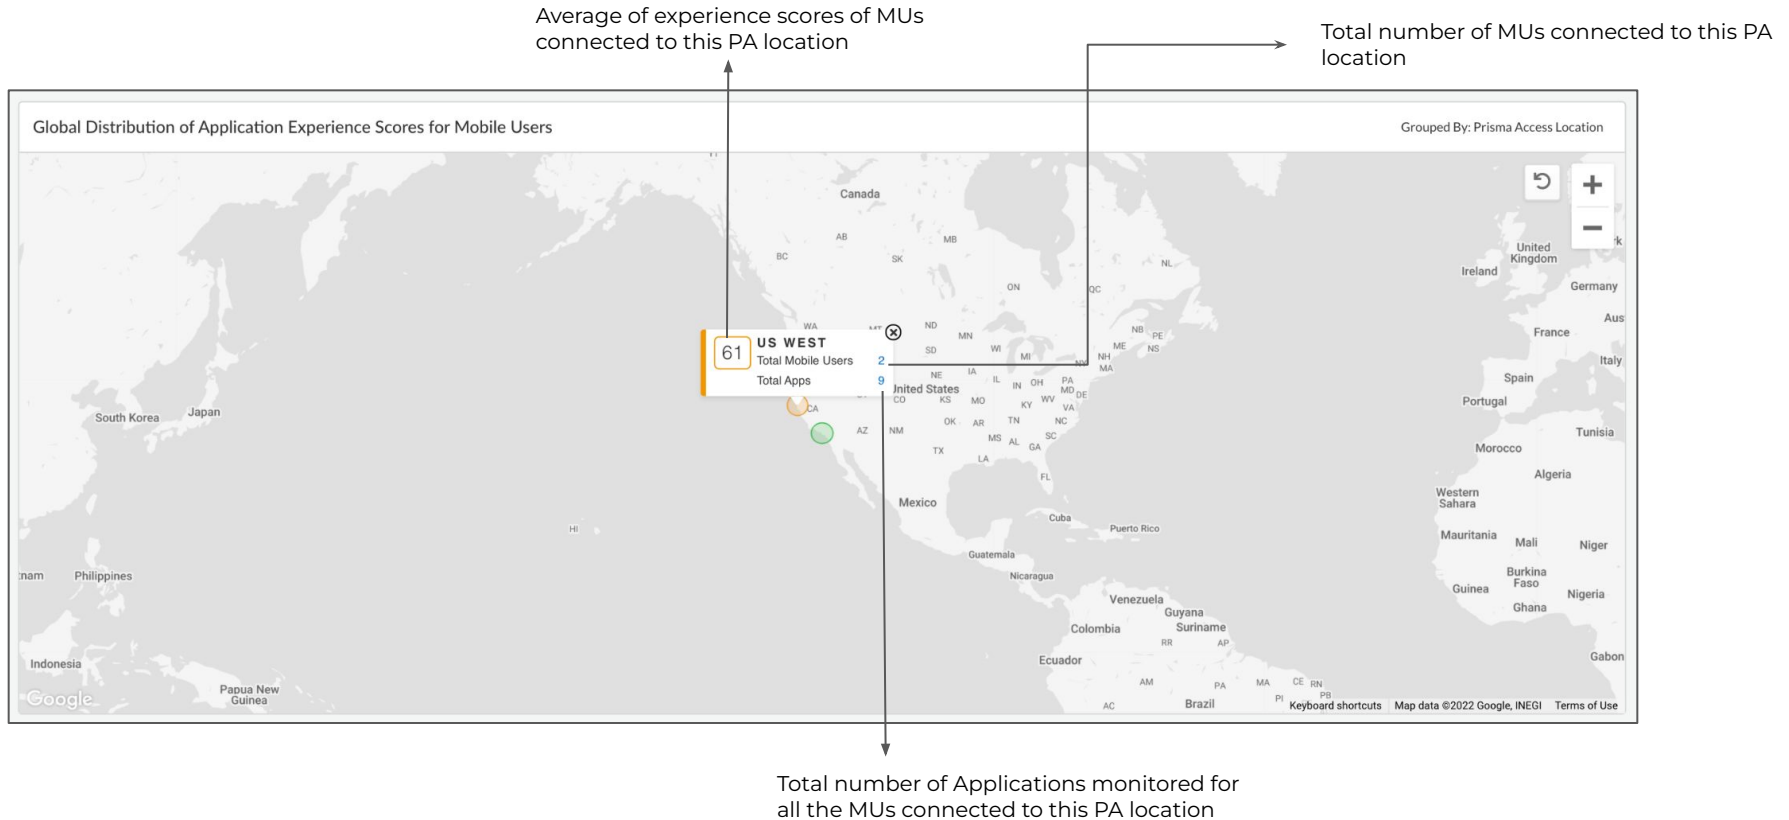 Average of experience scores of MUs
connected to this PA location
Total number of MUs connected to this PA
location
Global Distribution of Application Experience Scores for Mobile Users
Grouped By: Prisma Access Location
Canada
AB
MB
BC
SK
NL
United
Kingdom
Ireland
ON
QC
Germany
WA
MT
ND
MN
NB
PE
Aus
France
61
US WEST
Total Mobile Users 2
Total Apps 9
SD
WI
MI
ME
NS
NH
NY
MA
Italy
NE
IA
IL
IN
OH
PA
MD
DE
Spain
United States
CO
KS
MO
KY
WV
VA
Portugal
South Korea
Japan
CA
AZ
NM
OK
AR
TN
NC
Tunisia
MS
AL
GA
SC
Morocco
TX
LA
Algeria
FL
Western
Sahara
Mexico
HI
Cuba
Puerto Rico
Mauritania
Mali
Niger
Guatemala
nam
Philippines
Nicaragua
Burkina
Faso
Guinea
Nigeria
Venezuela
Guyana
Ghana
Colombia
Suriname
RR
AP
Indonesia
Ecuador
Gabon
Papua New
Guinea
AM
PA
MA
CE
RN
PB
PI
Google
AC
Brazil
Keyboard shortcuts
Map data ©2022 Google, INEGI
Terms of Use
Total number of Applications monitored for
all the MUs connected to this PA location